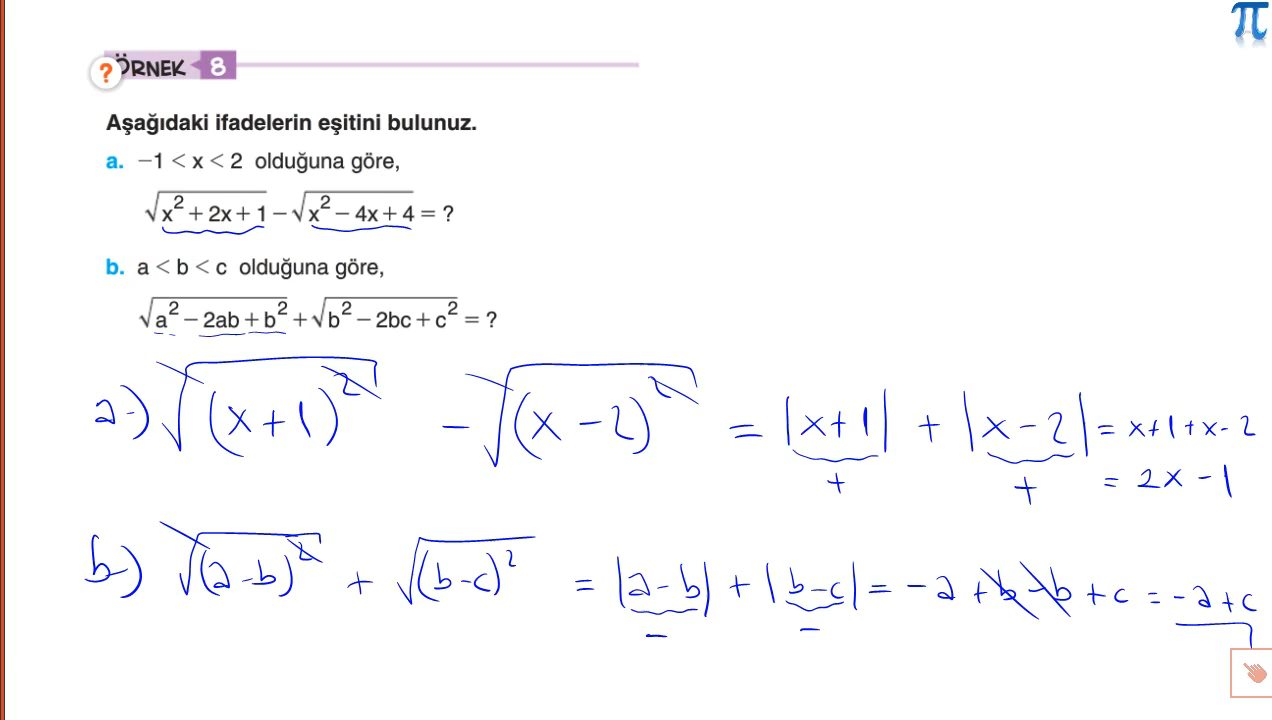 π
? ÖRNEK 8
Aşağıdaki ifadelerin eşitini bulunuz.
a. −1 < x < 2 olduğuna göre,
√(x² + 2x + 1) − √(x² − 4x + 4) = ?
b. a < b < c olduğuna göre,
√(a² − 2ab + b²) + √(b² − 2bc + c²) = ?
a-) √(x+1)² − √(x−2)² = |x+1| + |x−2| = x+1+x-2
+ + = 2x −1
b-) √(a−b)² + √(b−c)² = |a−b| + |b−c| = −a +b −b +c = −a+c
− −